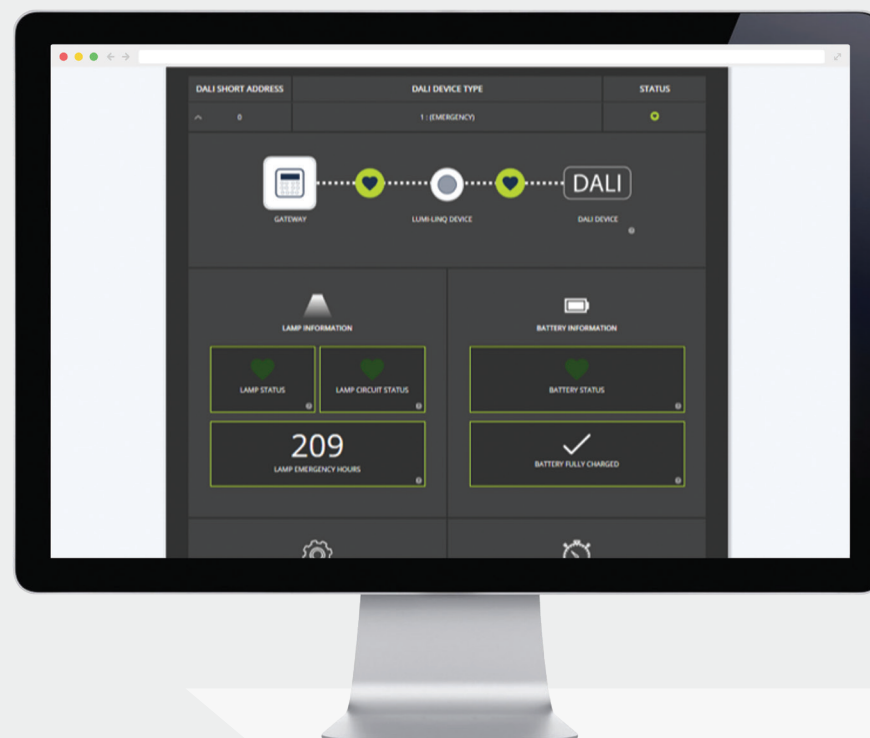 DALI SHORT ADDRESS DALI DEVICE TYPE STATUS
0 1 : (EMERGENCY)
DALI
GATEWAY LUMI-LINQ DEVICE DALI DEVICE
LAMP INFORMATION BATTERY INFORMATION
LAMP STATUS LAMP CIRCUIT STATUS BATTERY STATUS
209
LAMP EMERGENCY HOURS BATTERY FULLY CHARGED